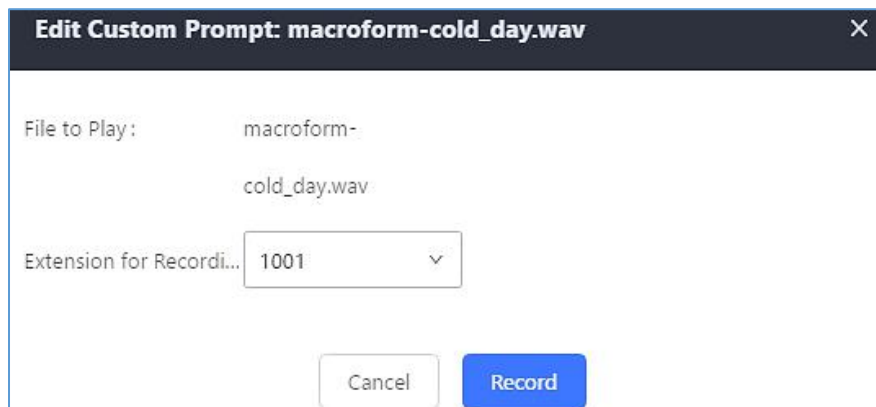 Edit Custom Prompt: macroform-cold_day.wav
File to Play :
macroform-
cold_day.wav
Extension for Recordi...
1001
Cancel
Record